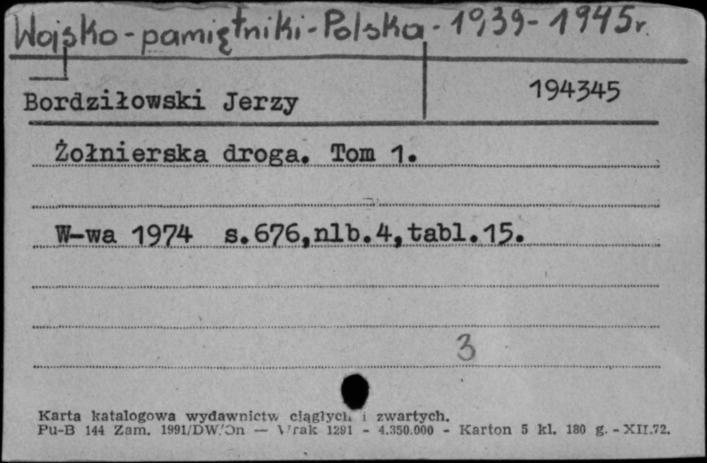 Wojsko - pamiętniki - Polska - 1939 - 1945 r.
Bordziłowski Jerzy 194345
Żołnierska droga. Tom 1.
W-wa 1974 s.676,nlb.4,tabl.15.
3
Karta katalogowa wydawnictw ciągłych i zwartych.
Pu-B 144 Zam. 1991/DW/On — 1291 - 4.350.000 - Karton 5 kl. 180 g. - XII.72.